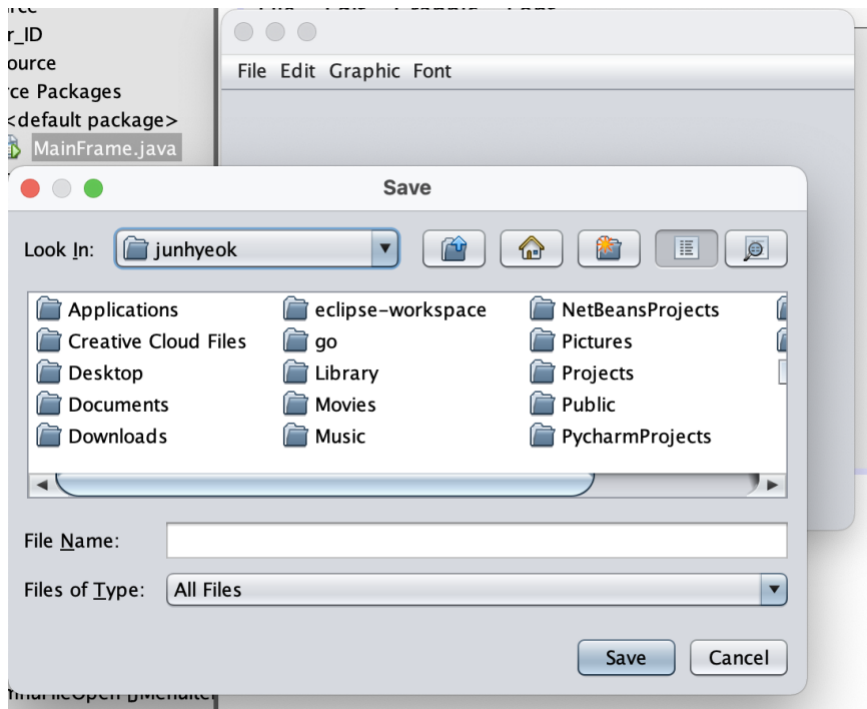 r_ID
ource
rce Packages
<default package>
MainFrame.java
File Edit Graphic Font
Save
Look In: junhyeok
Applications
Creative Cloud Files
Desktop
Documents
Downloads
eclipse-workspace
go
Library
Movies
Music
NetBeansProjects
Pictures
Projects
Public
PycharmProjects
File Name:
Files of Type: All Files
Save Cancel